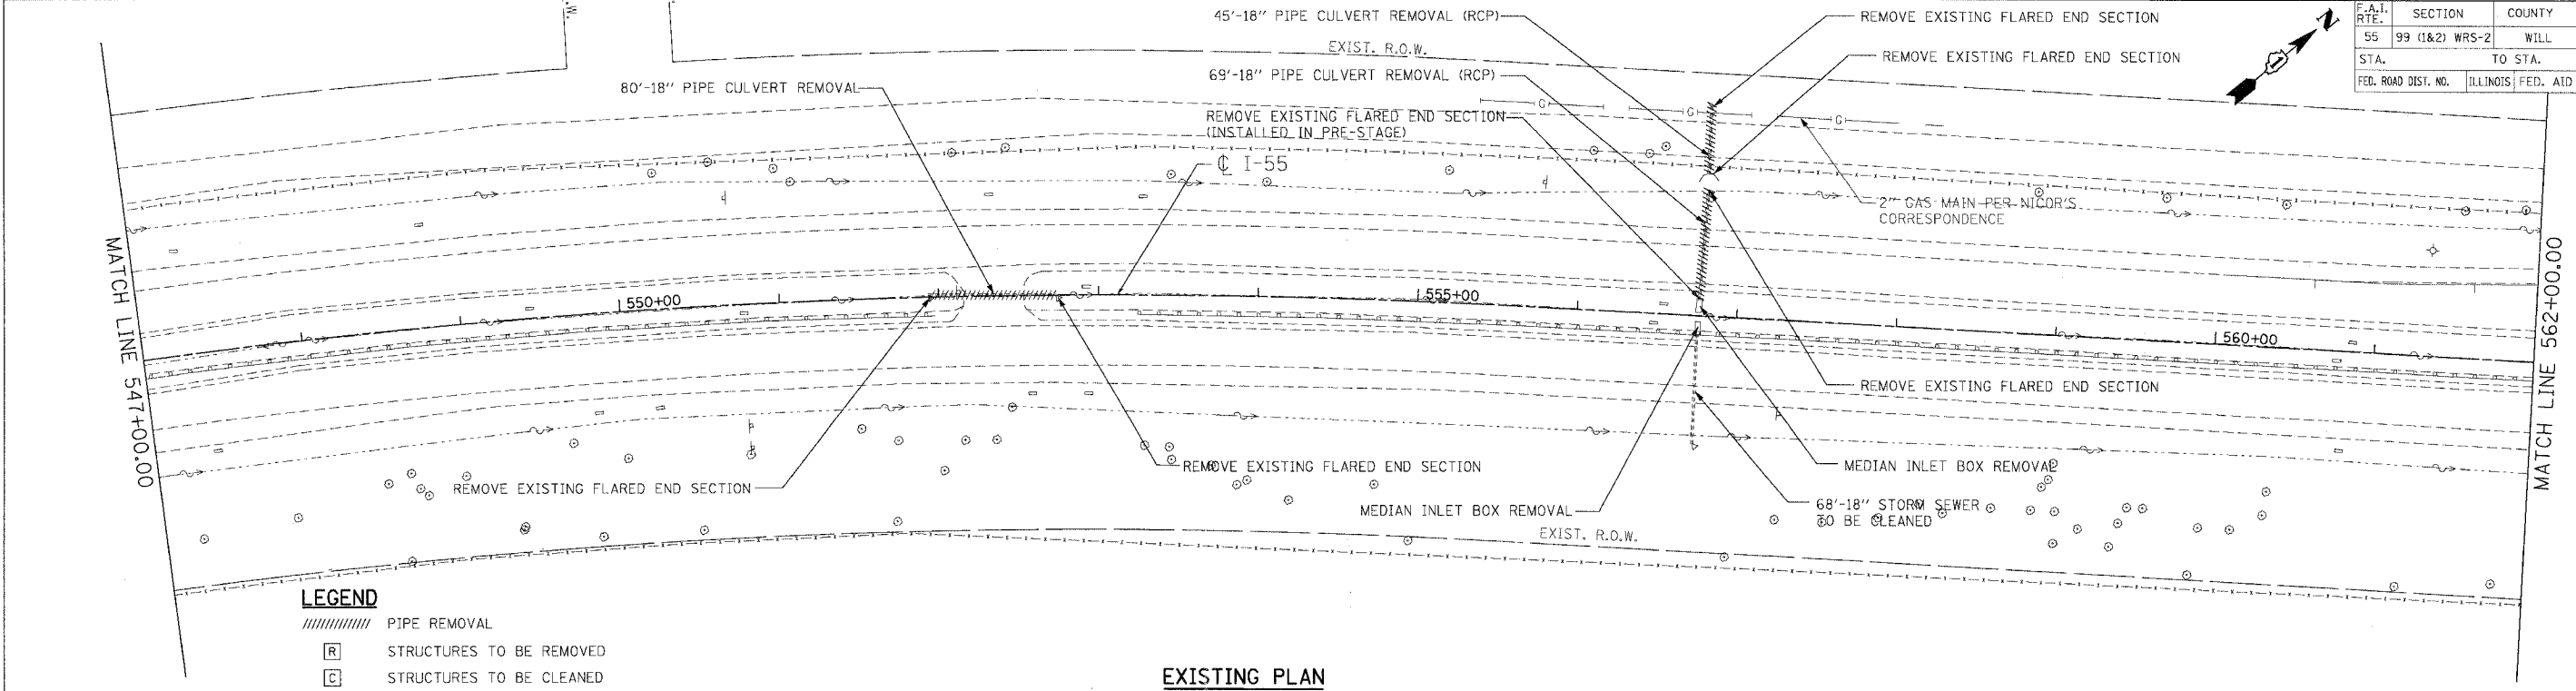 F.A.I. RTE. SECTION COUNTY
55 99 (1&2) WRS-2 WILL
STA. TO STA.
FED. ROAD DIST. NO. ILLINOIS FED. AID
N
.W.
45'-18" PIPE CULVERT REMOVAL (RCP)
REMOVE EXISTING FLARED END SECTION
EXIST. R.O.W.
REMOVE EXISTING FLARED END SECTION
69'-18" PIPE CULVERT REMOVAL (RCP)
80'-18" PIPE CULVERT REMOVAL
G
G
G
REMOVE EXISTING FLARED END SECTION
(INSTALLED IN PRE-STAGE)
℄ I-55
2" GAS MAIN PER NICOR'S
CORRESPONDENCE
MATCH LINE 547+00.00
550+00
555+00
560+00
MATCH LINE 562+00.00
REMOVE EXISTING FLARED END SECTION
REMOVE EXISTING FLARED END SECTION
REMOVE EXISTING FLARED END SECTION
MEDIAN INLET BOX REMOVAL
MEDIAN INLET BOX REMOVAL
68'-18" STORM SEWER
TO BE CLEANED
EXIST. R.O.W.
LEGEND
PIPE REMOVAL
R STRUCTURES TO BE REMOVED
C STRUCTURES TO BE CLEANED
EXISTING PLAN